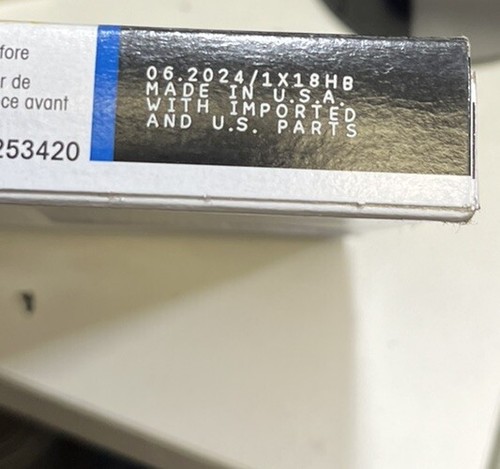 fore
r de
ce avant
253420
06.2024/1X18HB
MADE IN U.S.A.
WITH IMPORTED
AND U.S. PARTS